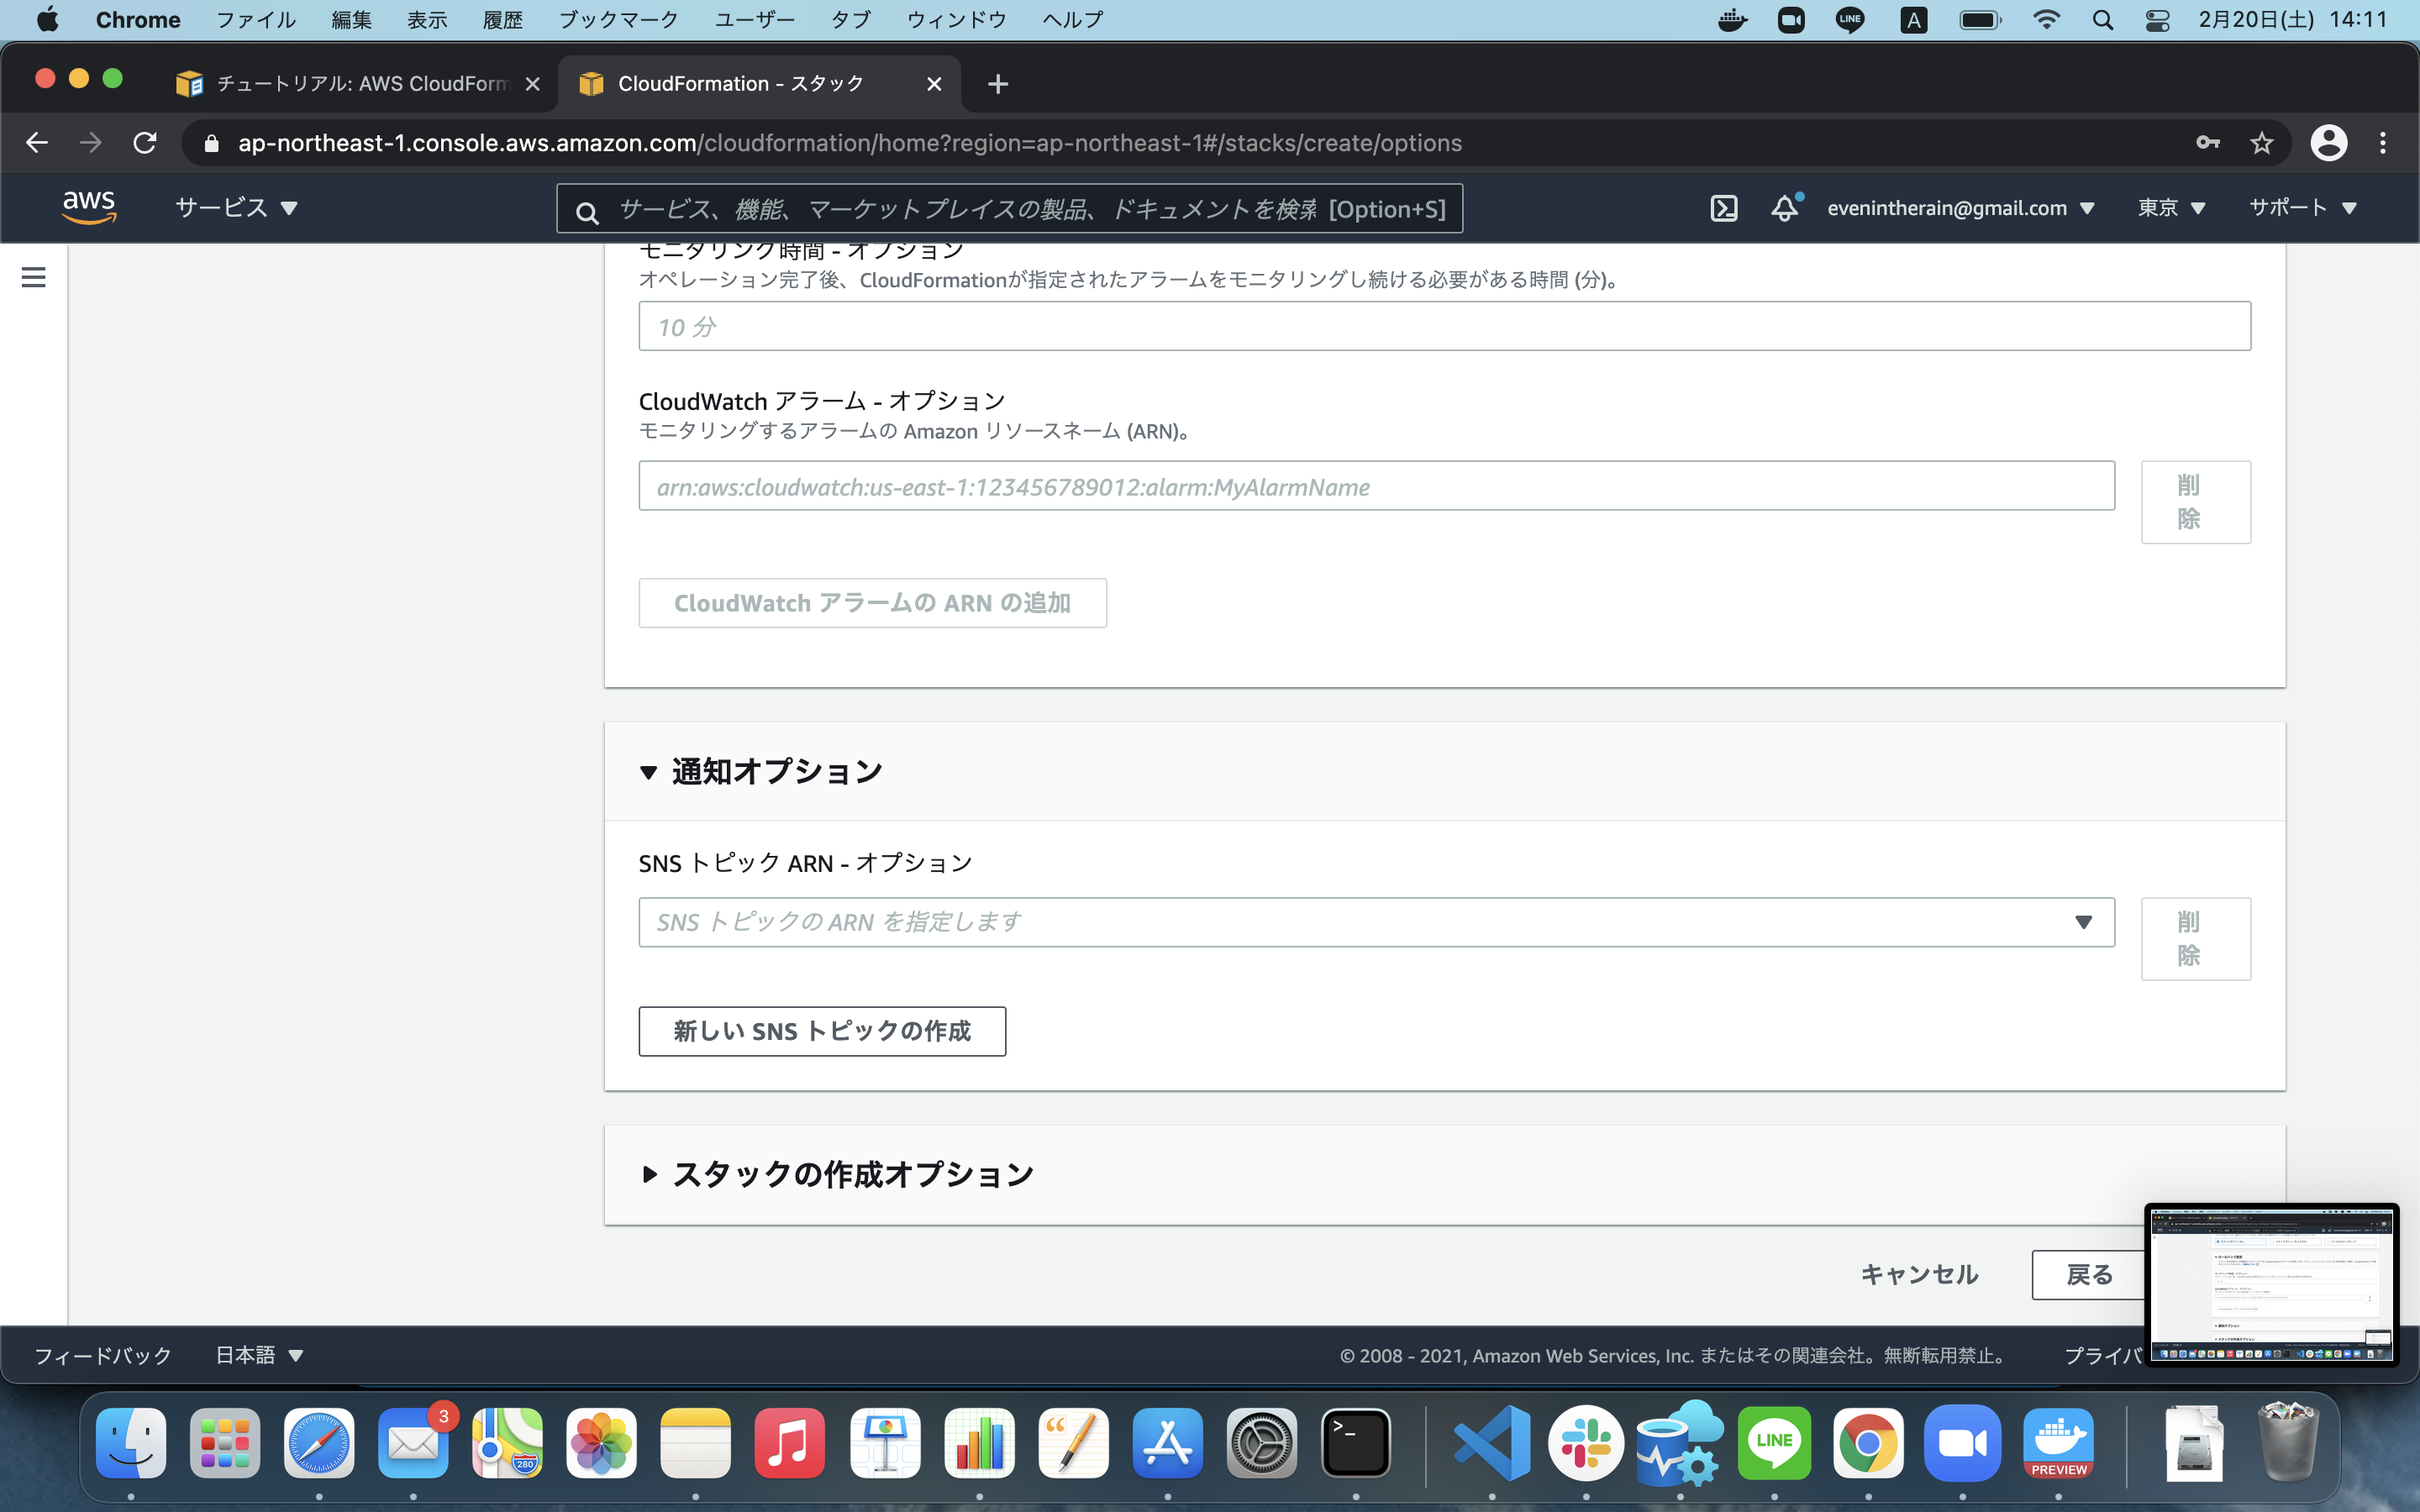 Chrome ファイル 編集 表示 履歴 ブックマーク ユーザー タブ ウィンドウ ヘルプ LINE A 2月20日(土) 14:11
チュートリアル: AWS CloudForm
CloudFormation - スタック
ap-northeast-1.console.aws.amazon.com/cloudformation/home?region=ap-northeast-1#/stacks/create/options
aws サービス サービス、機能、マーケットプレイスの製品、ドキュメントを検索 [Option+S] evenintherain@gmail.com 東京 サポート
モニタリング時間 - オプション
オペレーション完了後、CloudFormationが指定されたアラームをモニタリングし続ける必要がある時間 (分)。
10 分
CloudWatch アラーム - オプション
モニタリングするアラームの Amazon リソースネーム (ARN)。
arn:aws:cloudwatch:us-east-1:123456789012:alarm:MyAlarmName
削
除
CloudWatch アラームの ARN の追加
通知オプション
SNS トピック ARN - オプション
SNS トピックの ARN を指定します
削
除
新しい SNS トピックの作成
スタックの作成オプション
キャンセル 戻る
フィードバック 日本語 © 2008 - 2021, Amazon Web Services, Inc. またはその関連会社。無断転用禁止。 プライバ
3
280
>_
LINE
PREVIEW